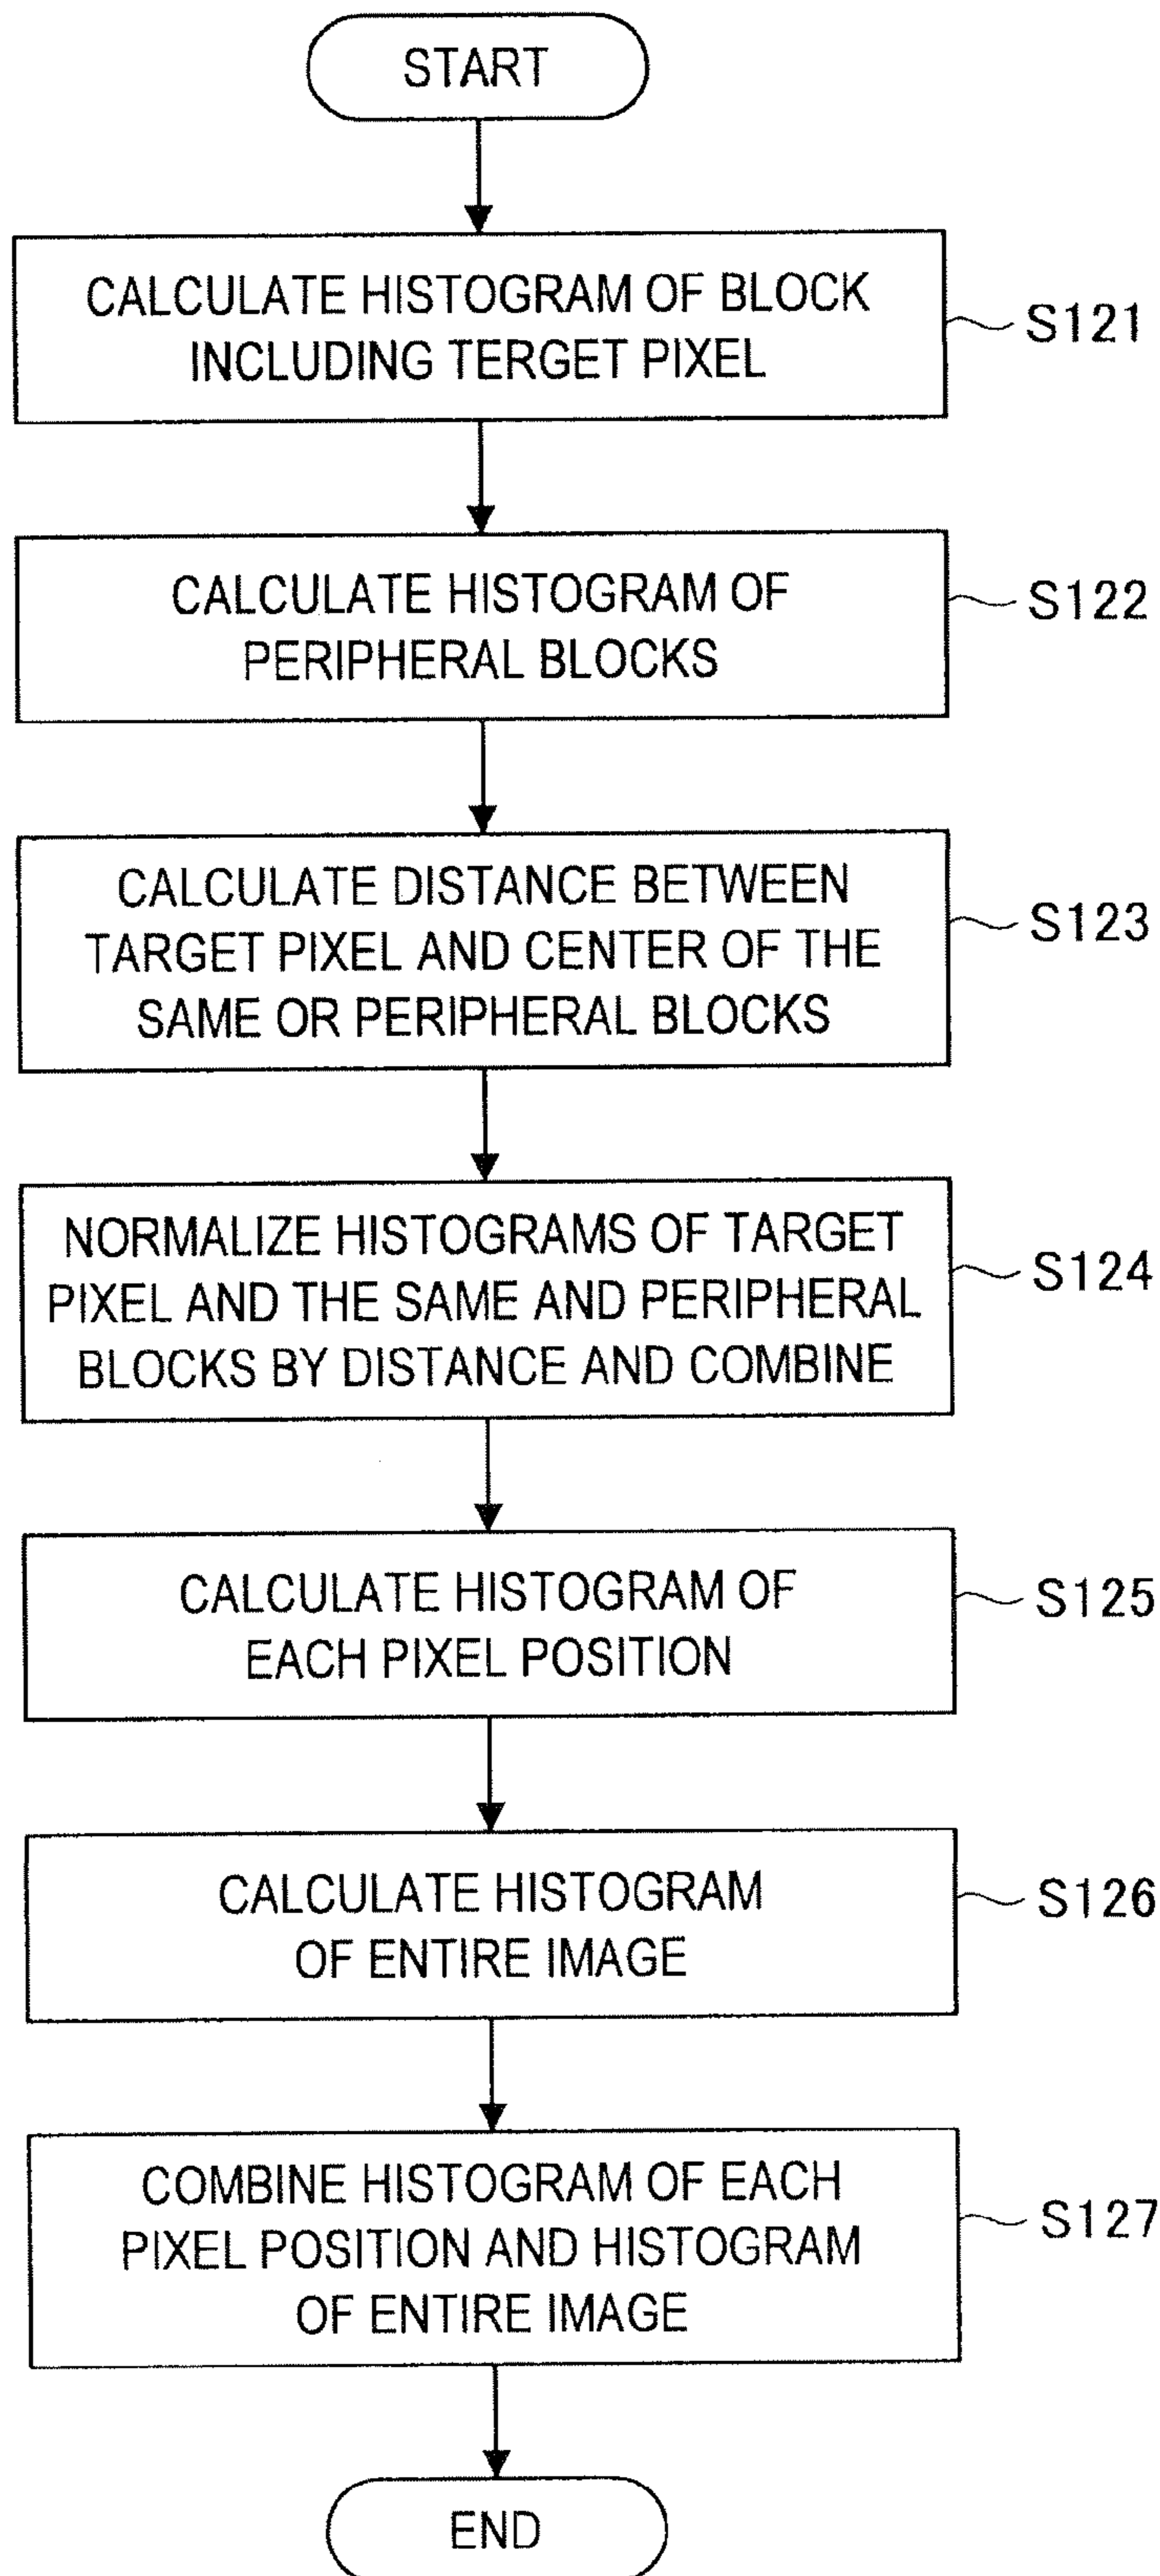 START
CALCULATE HISTOGRAM OF BLOCK
INCLUDING TERGET PIXEL
S121
CALCULATE HISTOGRAM OF
PERIPHERAL BLOCKS
S122
CALCULATE DISTANCE BETWEEN
TARGET PIXEL AND CENTER OF THE
SAME OR PERIPHERAL BLOCKS
S123
NORMALIZE HISTOGRAMS OF TARGET
PIXEL AND THE SAME AND PERIPHERAL
BLOCKS BY DISTANCE AND COMBINE
S124
CALCULATE HISTOGRAM OF
EACH PIXEL POSITION
S125
CALCULATE HISTOGRAM
OF ENTIRE IMAGE
S126
COMBINE HISTOGRAM OF EACH
PIXEL POSITION AND HISTOGRAM
OF ENTIRE IMAGE
S127
END